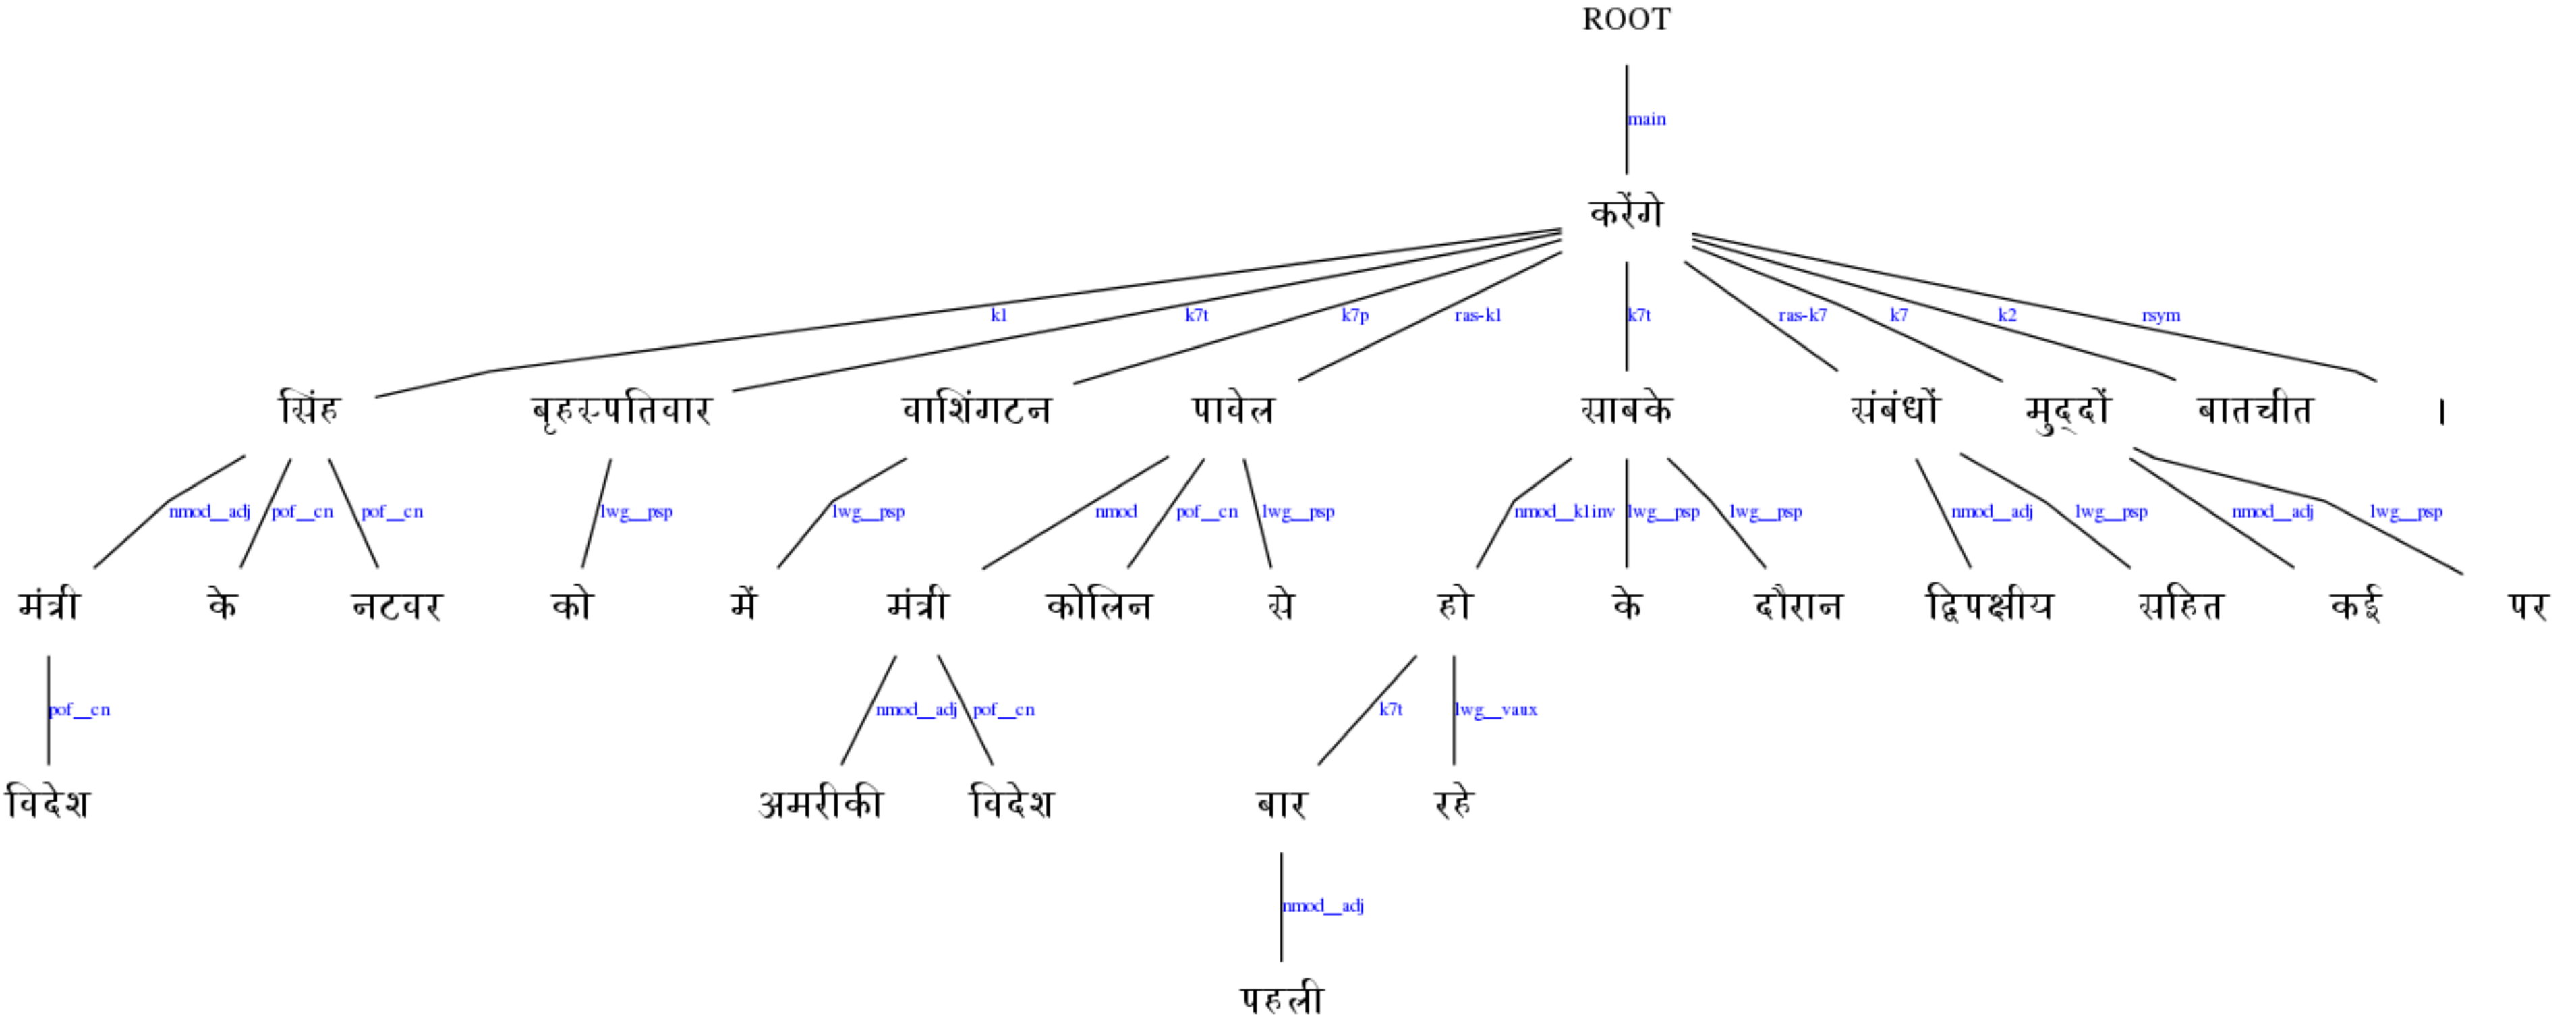 ROOT
main
करेंगे
k1 k7t k7p ras-k1 k7t ras-k7 k7 k2 rsym
सिंह बृहस्पतिवार वाशिंगटन पावेल साबके संबंधों मुद्दों बातचीत ।
nmod__adj pof__cn pof__cn lwg__psp lwg__psp nmod pof__cn lwg__psp nmod__k1inv lwg__psp lwg__psp nmod__adj lwg__psp nmod__adj lwg__psp
मंत्री के नटवर को में मंत्री कोलिन से हो के दौरान द्विपक्षीय सहित कई पर
pof__cn nmod__adj pof__cn k7t lwg__vaux
विदेश अमरीकी विदेश बार रहे
nmod__adj
पहली